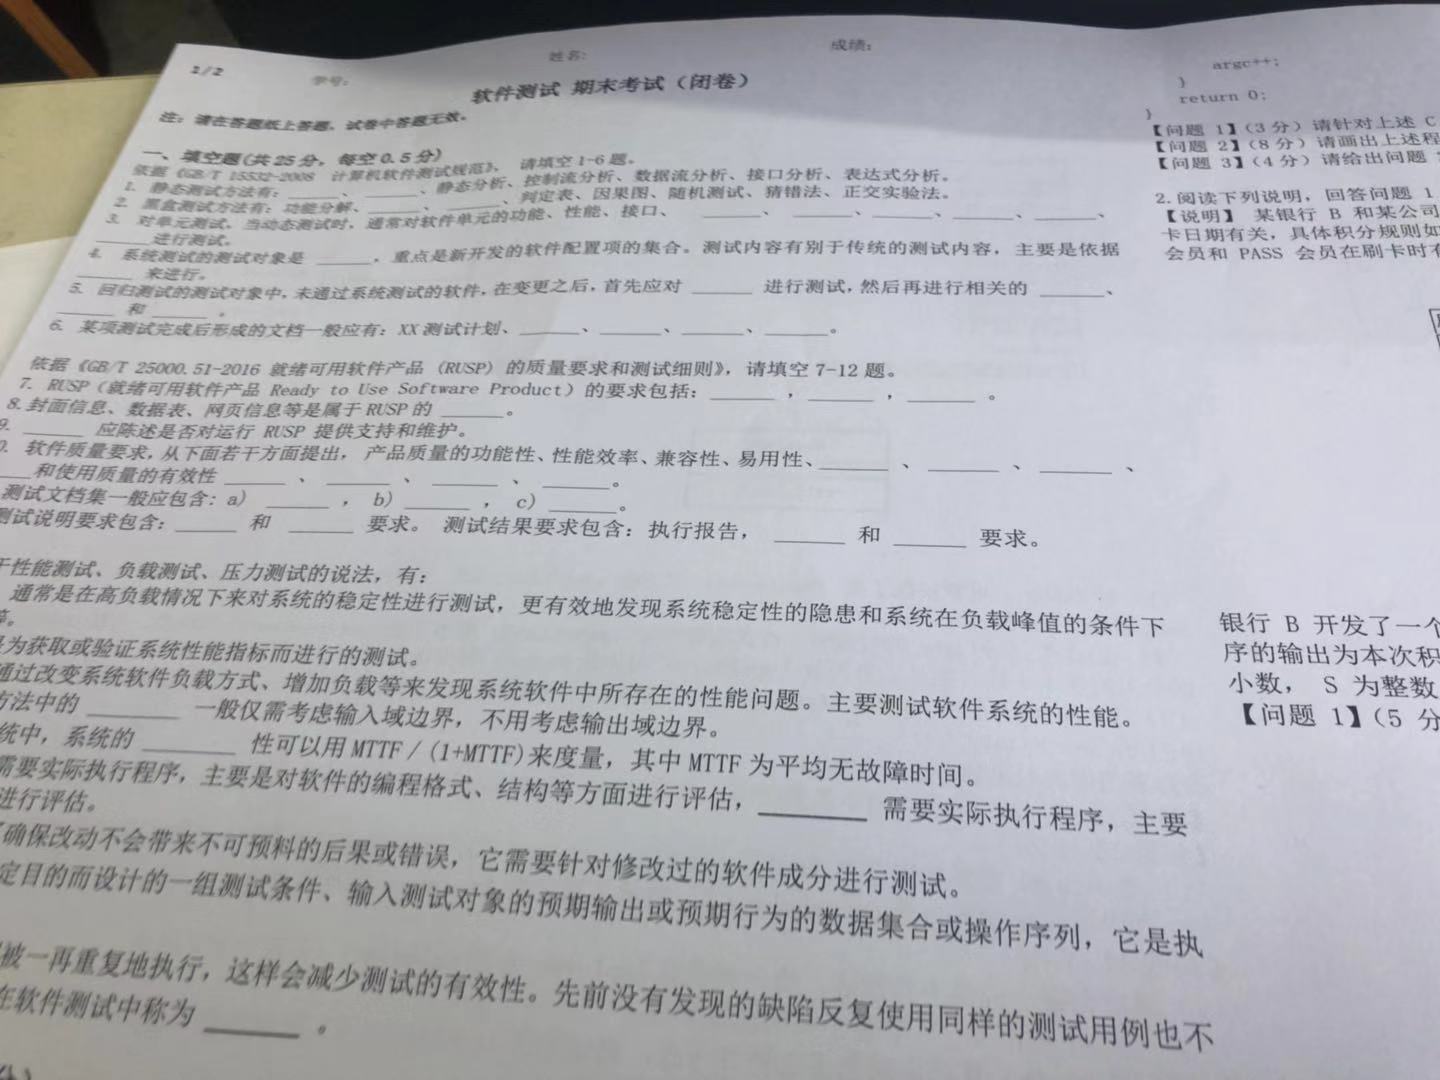 1/2
学号:
姓名:
成绩:
软件测试 期末考试（闭卷）
注：请在答题纸上答题，试卷中答题无效。
一、填空题(共25分，每空0.5分)
依据《GB/T 15532-2008 计算机软件测试规范》， 请填空1-6题。
1. 静态测试方法有：______、______、静态分析、控制流分析、数据流分析、接口分析、表达式分析。
2. 黑盒测试方法有：功能分解、______、______、判定表、因果图、随机测试、猜错法、正交实验法。
3. 对单元测试，当动态测试时，通常对软件单元的功能、性能、接口、______、______、______、______、______、
______进行测试。
4. 系统测试的测试对象是 ______，重点是新开发的软件配置项的集合。测试内容有别于传统的测试内容，主要是依据
______ 来进行。
5. 回归测试的测试对象中，未通过系统测试的软件，在变更之后，首先应对 ______ 进行测试，然后再进行相关的 ______、
______ 和 ______ 。
6. 某项测试完成后形成的文档一般应有：XX测试计划、______、______、______、______。
依据《GB/T 25000.51-2016 就绪可用软件产品 (RUSP) 的质量要求和测试细则》，请填空7-12题。
7. RUSP（就绪可用软件产品 Ready to Use Software Product）的要求包括：______ ，______ ，______ 。
8.封面信息、数据表、网页信息等是属于RUSP的 ______。
9. ______ 应陈述是否对运行 RUSP 提供支持和维护。
0. 软件质量要求，从下面若干方面提出， 产品质量的功能性、性能效率、兼容性、易用性、______ 、 ______ 、 ______ 、
___和使用质量的有效性 ______ 、______ 、______ 、______。
测试文档集一般应包含: a) ______ ， b) ______ ， c) ______。
测试说明要求包含：______ 和 ______ 要求。 测试结果要求包含：执行报告， ______ 和 ______ 要求。
于性能测试、负载测试、压力测试的说法，有：
通常是在高负载情况下来对系统的稳定性进行测试，更有效地发现系统稳定性的隐患和系统在负载峰值的条件下
等。
为获取或验证系统性能指标而进行的测试。
通过改变系统软件负载方式、增加负载等来发现系统软件中所存在的性能问题。主要测试软件系统的性能。
方法中的 ________ 一般仅需考虑输入域边界，不用考虑输出域边界。
统中，系统的 ________ 性可以用MTTF / (1+MTTF)来度量，其中MTTF为平均无故障时间。
需要实际执行程序，主要是对软件的编程格式、结构等方面进行评估，________ 需要实际执行程序，主要
进行评估。
确保改动不会带来不可预料的后果或错误，它需要针对修改过的软件成分进行测试。
定目的而设计的一组测试条件、输入测试对象的预期输出或预期行为的数据集合或操作序列，它是执
被一再重复地执行，这样会减少测试的有效性。先前没有发现的缺陷反复使用同样的测试用例也不
在软件测试中称为 ________ 。
argc++;
}
return 0;
}
【问题 1】(3分）请针对上述 C
【问题 2】(8分）请画出上述程
【问题 3】(4分）请给出问题
2.阅读下列说明，回答问题 1
【说明】 某银行 B 和某公司
卡日期有关，具体积分规则如
会员和 PASS 会员在刷卡时有
银行 B 开发了一个
序的输出为本次积
小数， S 为整数
【问题 1】(5 分